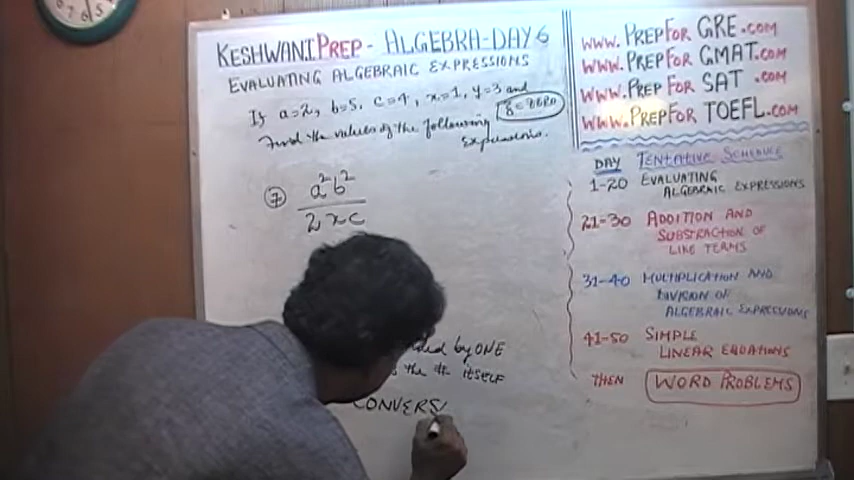 KESHWANI PREP - ALGEBRA-DAY 6
EVALUATING ALGEBRAIC EXPRESSIONS
If a=2, b=5, c=4, x=1, y=3 and z=ZERO
Find the values of the following
Expressions.
7 a²b²
2xc
by ONE
the # ITSELF
CONVERS
WWW.PREPFOR GRE.COM
WWW.PREPFOR GMAT.COM
WWW.PREPFOR SAT.COM
WWW.PREPFOR TOEFL.COM
DAY TENTATIVE SCHEDULE
1-20 EVALUATING
ALGEBRAIC EXPRESSIONS
21-30 ADDITION AND
SUBSTRACTION OF
LIKE TERMS
31-40 MULTIPLICATION AND
DIVISION OF
ALGEBRAIC EXPRESSIONS
41-50 SIMPLE
LINEAR EQUATIONS
THEN WORD PROBLEMS